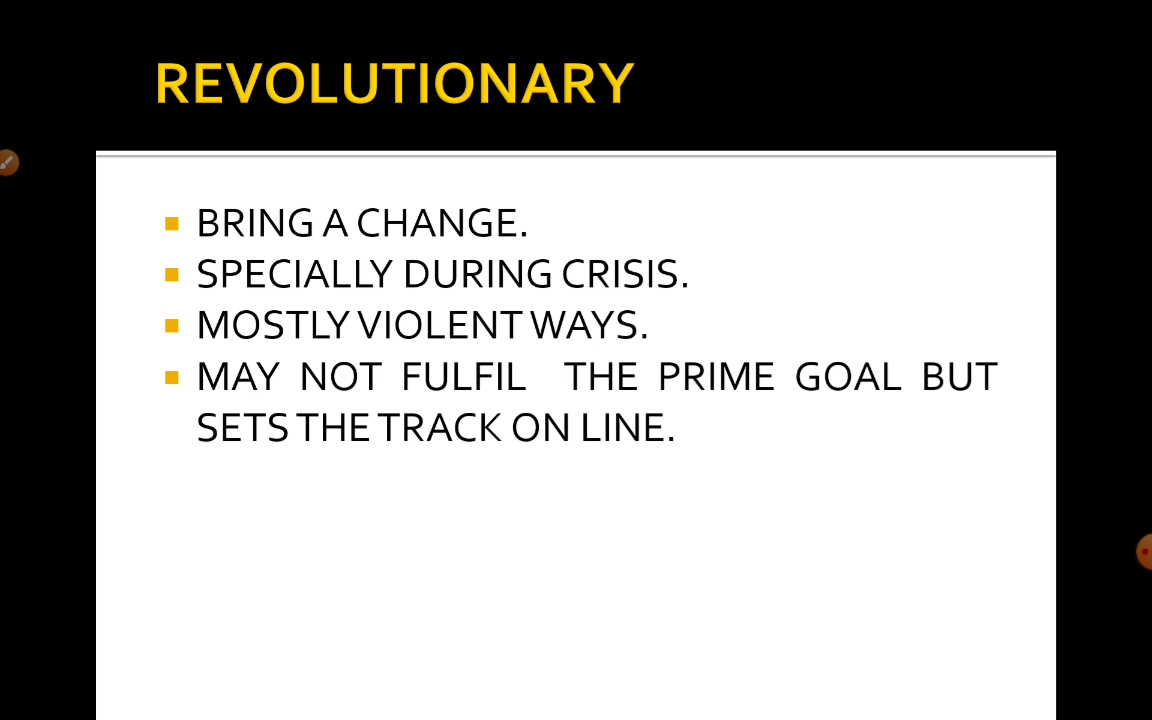 REVOLUTIONARY
BRING A CHANGE.
SPECIALLY DURING CRISIS.
MOSTLY VIOLENT WAYS.
MAY NOT FULFIL THE PRIME GOAL BUT
SETS THE TRACK ON LINE.